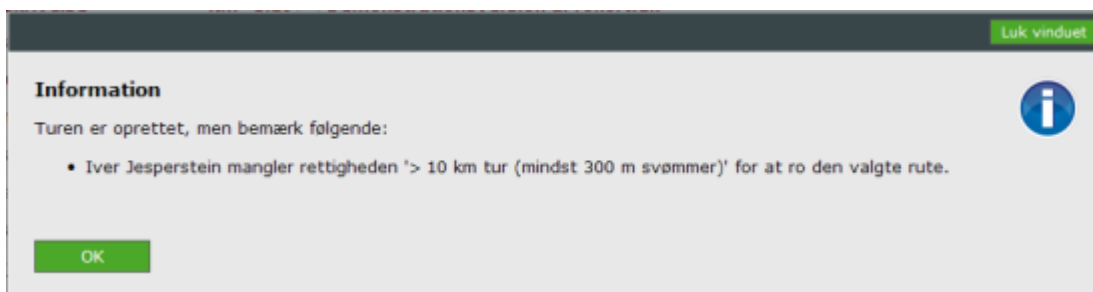 Luk vinduet
Information
Turen er oprettet, men bemærk følgende:
• Iver Jesperstein mangler rettigheden '> 10 km tur (mindst 300 m svømmer)' for at ro den valgte rute.
OK